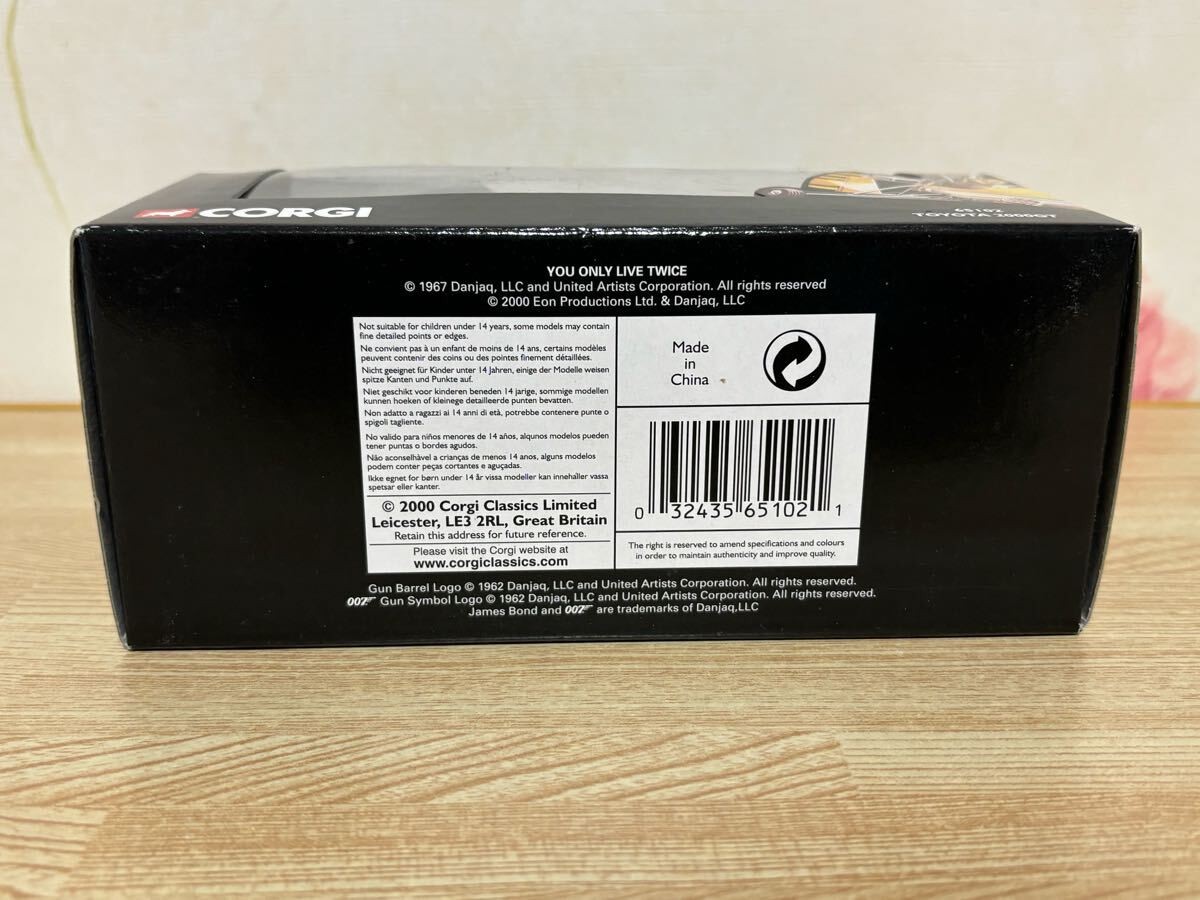 CORGI
65102
TOYOTA 2000GT
YOU ONLY LIVE TWICE
© 1967 Danjaq, LLC and United Artists Corporation. All rights reserved
© 2000 Eon Productions Ltd. & Danjaq, LLC
Not suitable for children under 14 years, some models may contain
fine detailed points or edges.
Ne convient pas à un enfant de moins de 14 ans, certains modèles
peuvent contenir des coins ou des pointes finement détaillées.
Nicht geeignet für Kinder unter 14 Jahren, einige der Modelle weisen
spitze Kanten und Punkte auf.
Niet geschikt voor kinderen beneden 14 jarige, sommige modellen
kunnen hoeken of kleinege detailleerde punten bevatten.
Non adatto a ragazzi ai 14 anni di età, potrebbe contenere punte o
spigoli tagliente.
No valido para niños menores de 14 años, alqunos modelos pueden
tener puntas o bordes agudos.
Não aconselhável a crianças de menos 14 anos, alguns modelos
podem conter peças cortantes e aguçadas.
Ikke egnet for børn under 14 år vissa modeller kan innehaller vassa
spetsar eller kanter.
© 2000 Corgi Classics Limited
Leicester, LE3 2RL, Great Britain
Retain this address for future reference.
Please visit the Corgi website at
www.corgiclassics.com
Made
in
China
0 32435 65102 1
The right is reserved to amend specifications and colours
in order to maintain authenticity and improve quality.
Gun Barrel Logo © 1962 Danjaq, LLC and United Artists Corporation. All rights reserved.
007 Gun Symbol Logo © 1962 Danjaq, LLC and United Artists Corporation. All rights reserved.
James Bond and 007 are trademarks of Danjaq,LLC